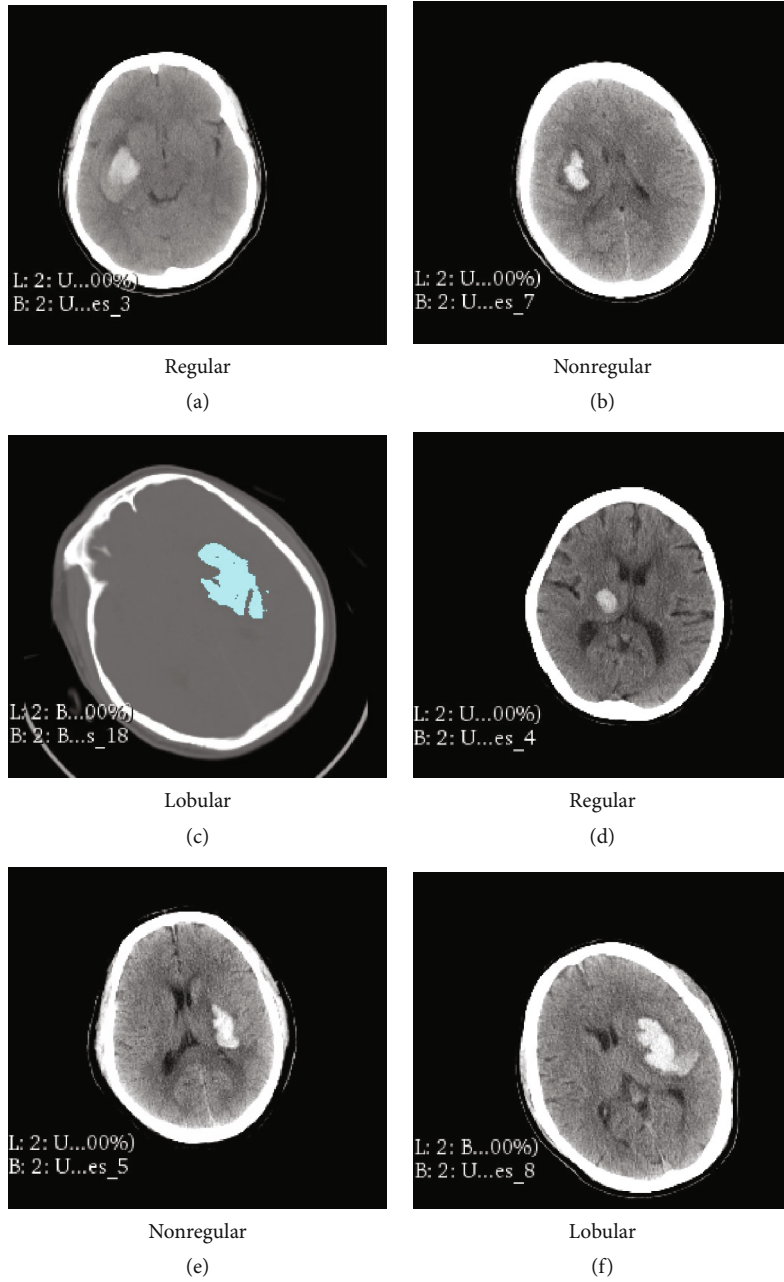 L: 2: U...00%)
B: 2: U...es_3
Regular
(a)
L: 2: U...00%)
B: 2: U...es_7
Nonregular
(b)
L: 2: B...00%)
B: 2: B...s_18
Lobular
(c)
L: 2: U...00%)
B: 2: U...es_4
Regular
(d)
L: 2: U...00%)
B: 2: U...es_5
Nonregular
(e)
L: 2: B...00%)
B: 2: U...es_8
Lobular
(f)